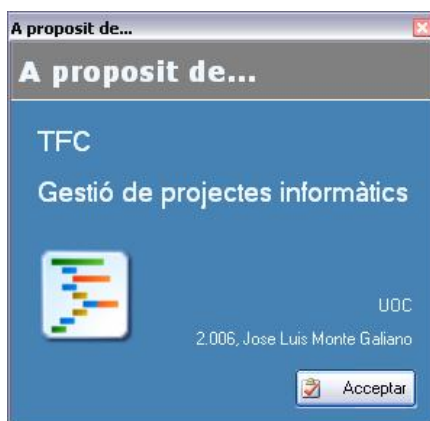 A proposit de...
A proposit de...
TFC
Gestió de projectes informàtics
UOC
2.006, Jose Luis Monte Galiano
Acceptar